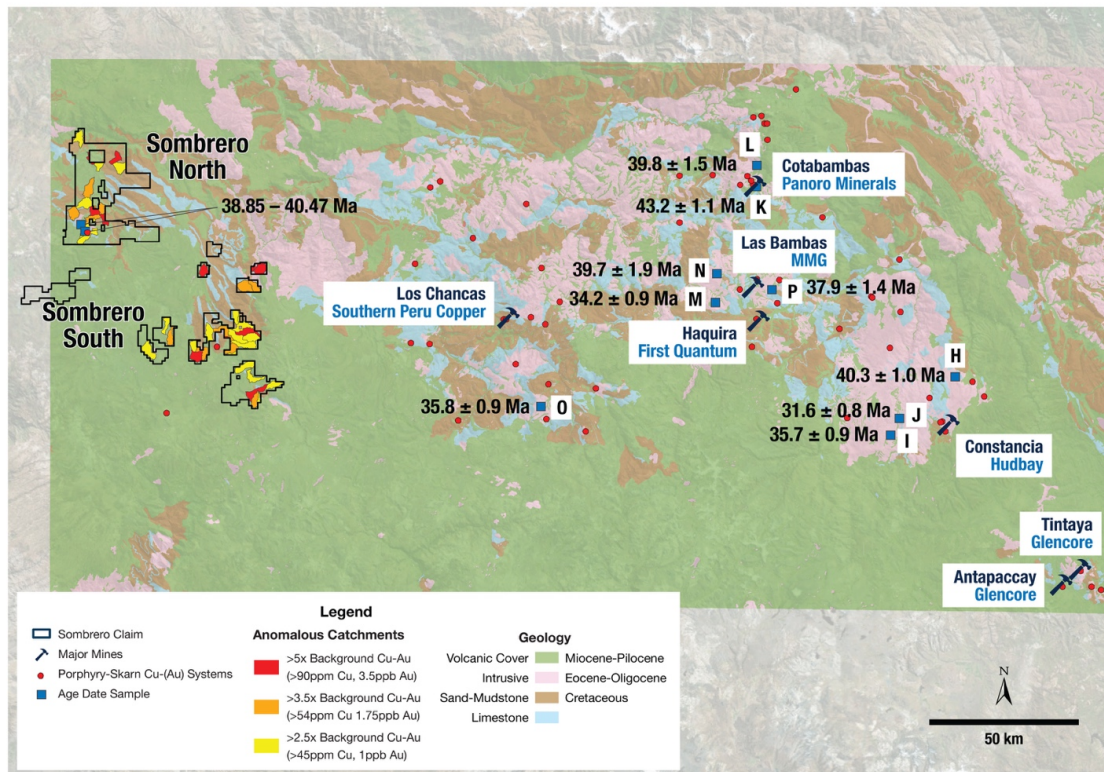 Sombrero
North
38.85 – 40.47 Ma
Sombrero
South
L
39.8 ± 1.5 Ma
Cotabambas
Panoro Minerals
43.2 ± 1.1 Ma
K
Las Bambas
MMG
39.7 ± 1.9 Ma
N
P
37.9 ± 1.4 Ma
34.2 ± 0.9 Ma
M
Los Chancas
Southern Peru Copper
Haquira
First Quantum
H
40.3 ± 1.0 Ma
35.8 ± 0.9 Ma
O
31.6 ± 0.8 Ma
J
35.7 ± 0.9 Ma
I
Constancia
Hudbay
Tintaya
Glencore
Antapaccay
Glencore
Legend
Sombrero Claim
Major Mines
Porphyry-Skarn Cu-(Au) Systems
Age Date Sample
Anomalous Catchments
>5x Background Cu-Au
(>90ppm Cu, 3.5ppb Au)
>3.5x Background Cu-Au
(>54ppm Cu 1.75ppb Au)
>2.5x Background Cu-Au
(>45ppm Cu, 1ppb Au)
Geology
Volcanic Cover Miocene-Pilocene
Intrusive Eocene-Oligocene
Sand-Mudstone Cretaceous
Limestone
N
50 km